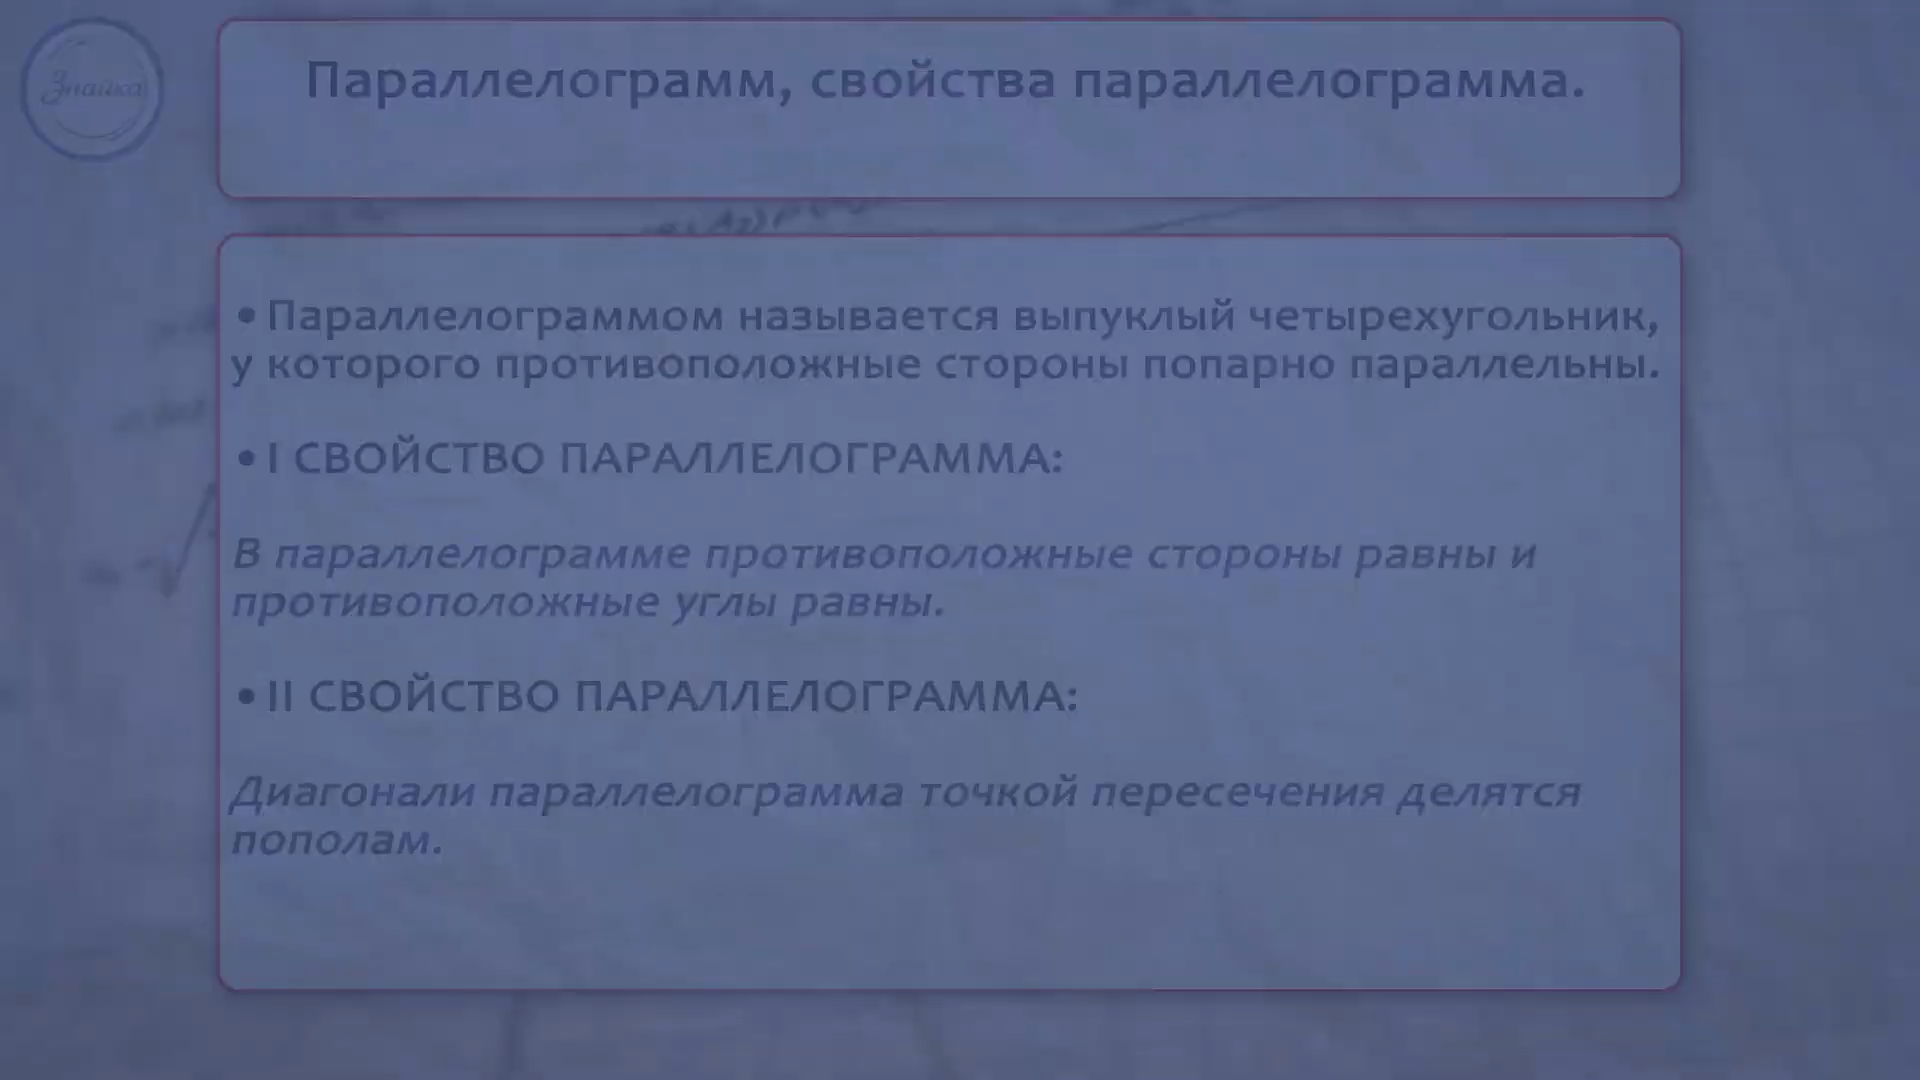 Знайка
Параллелограмм, свойства параллелограмма.
• Параллелограммом называется выпуклый четырехугольник,
у которого противоположные стороны попарно параллельны.
• I СВОЙСТВО ПАРАЛЛЕЛОГРАММА:
В параллелограмме противоположные стороны равны и
противоположные углы равны.
• II СВОЙСТВО ПАРАЛЛЕЛОГРАММА:
Диагонали параллелограмма точкой пересечения делятся
пополам.